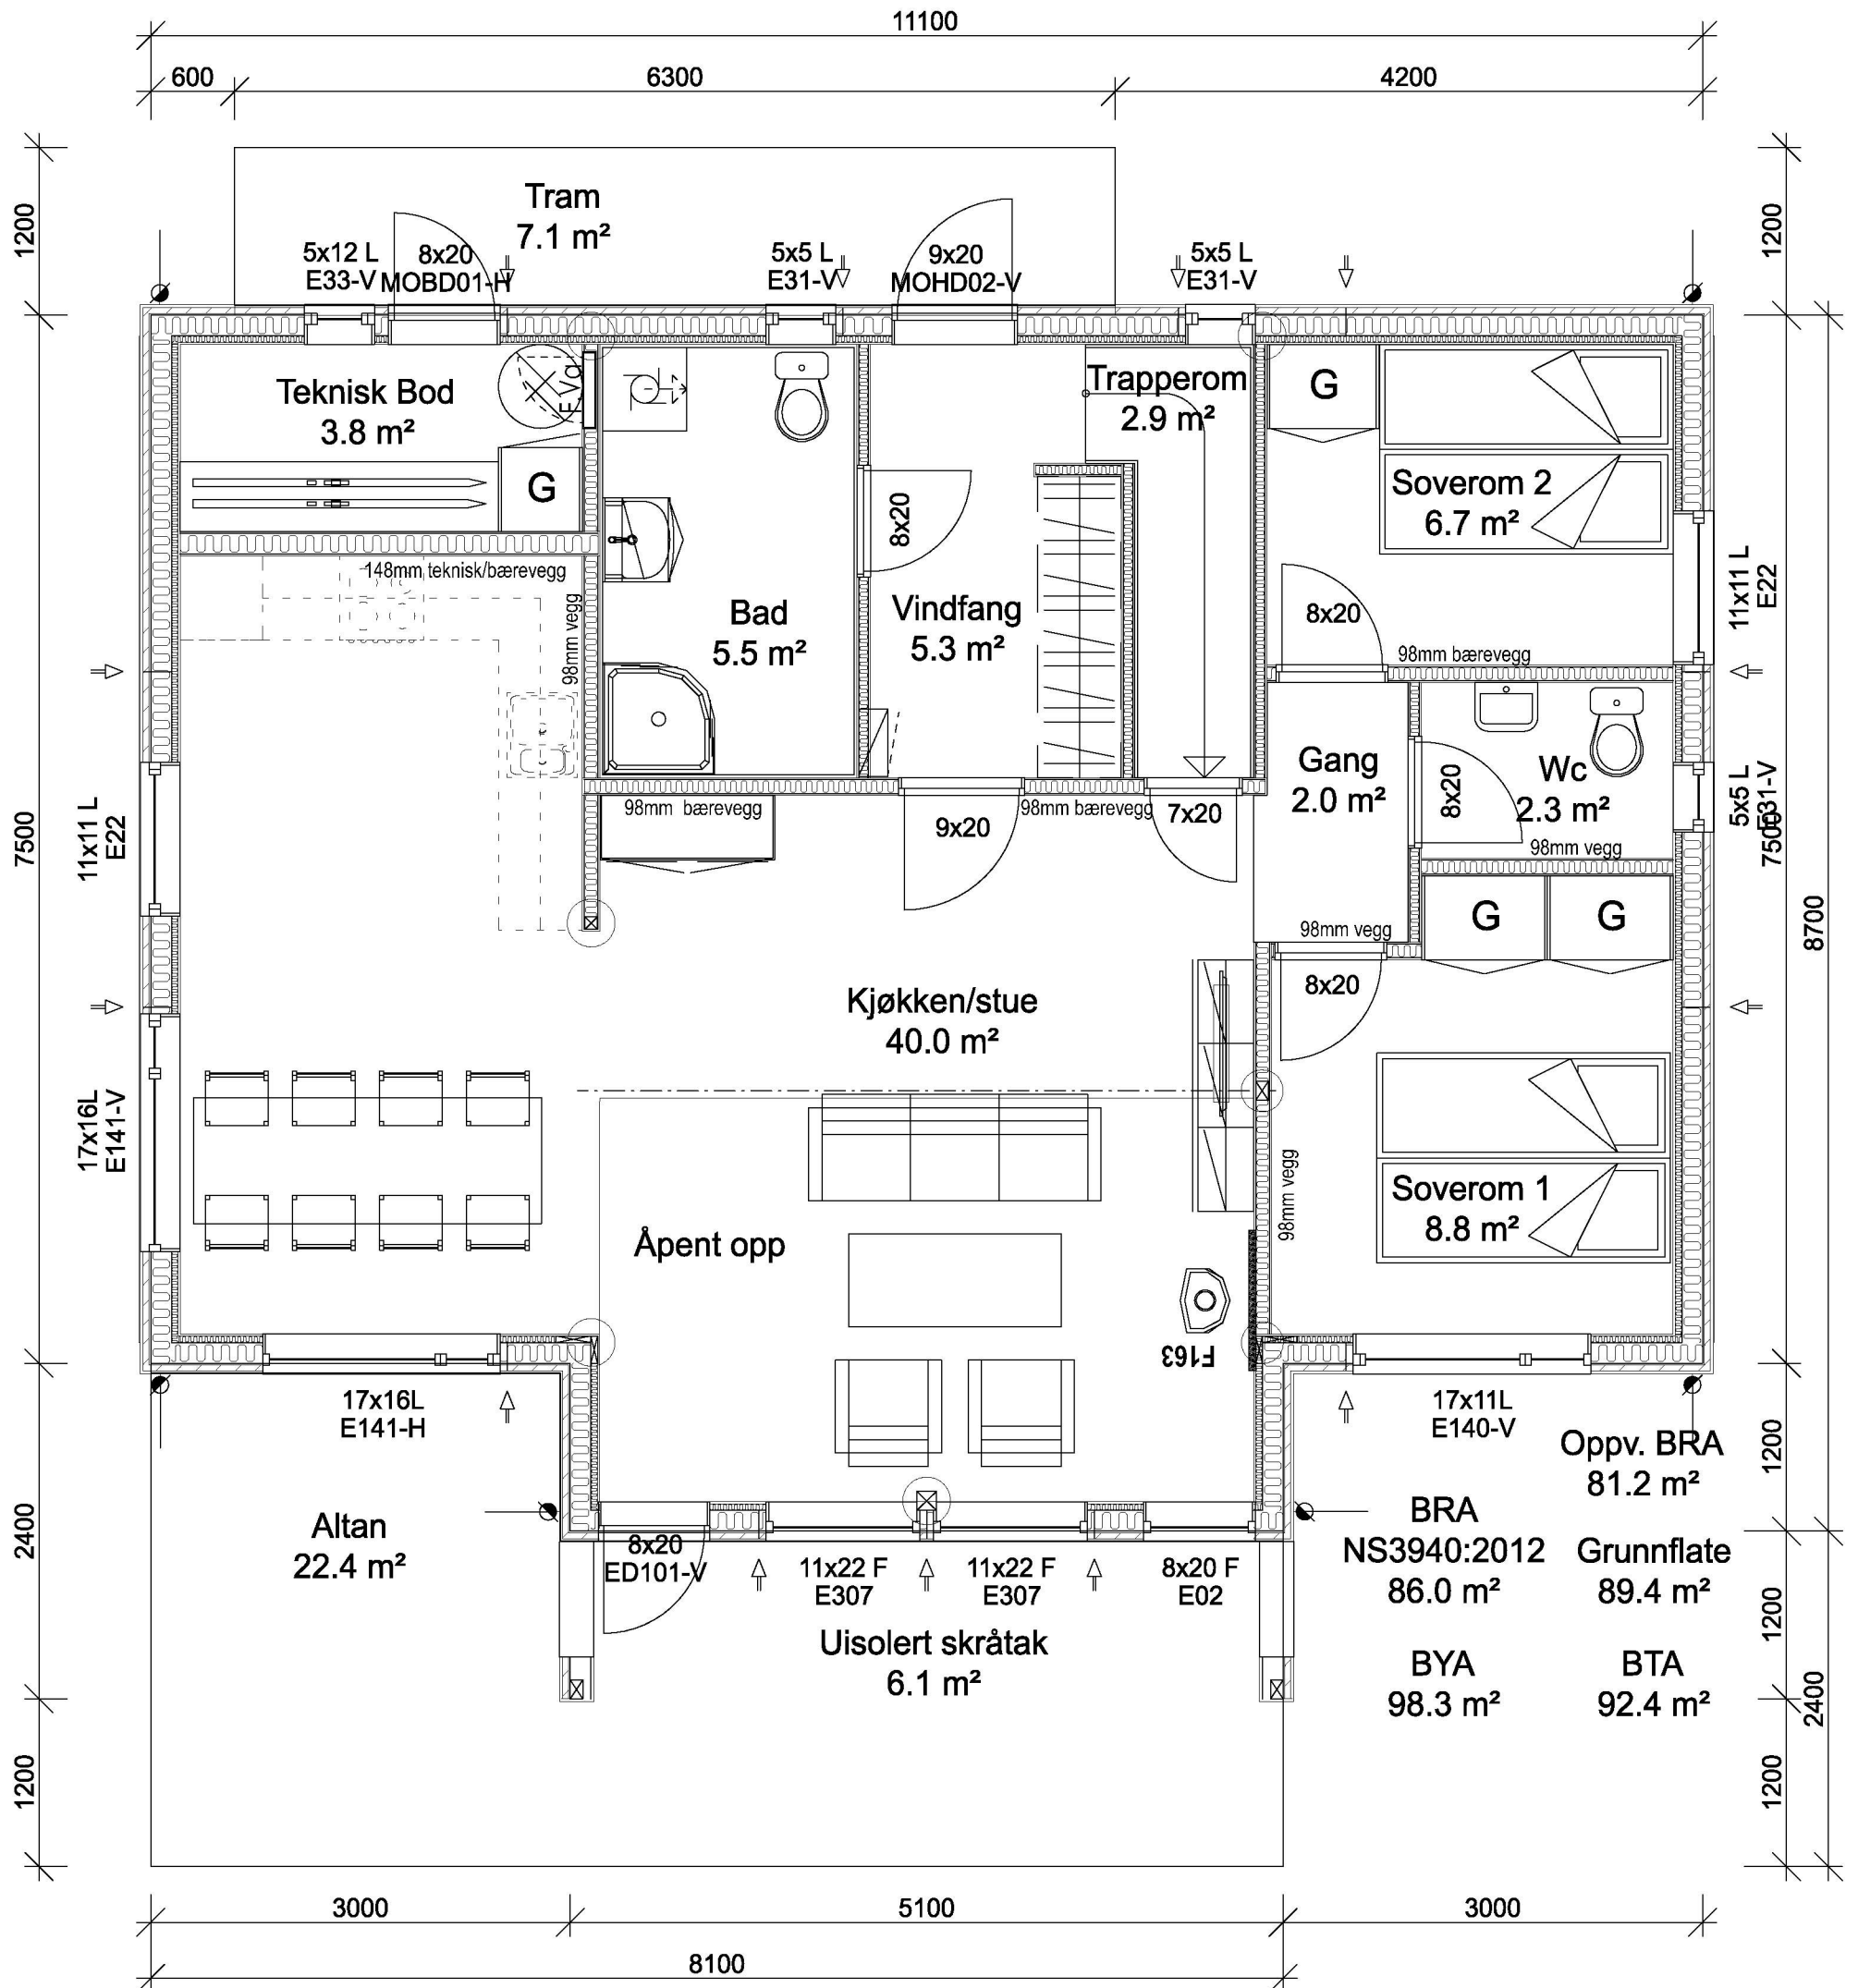 11100
600
6300
4200
1200
Tram
7.1 m²
1200
5x12 L
E33-V
8x20
MOBD01-H
5x5 L
E31-V
9x20
MOHD02-V
5x5 L
E31-V
Teknisk Bod
3.8 m²
F.Vg
G
Trapperom
2.9 m²
G
Soverom 2
6.7 m²
8x20
148mm teknisk/bærevegg
98mm vegg
Bad
5.5 m²
Vindfang
5.3 m²
8x20
98mm bærevegg
11x11 L
E22
7500
11x11 L
E22
Gang
2.0 m²
8x20
Wc
2.3 m²
98mm vegg
5x5 L
E31-V
7500
98mm bærevegg
9x20
98mm bærevegg
7x20
G
G
98mm vegg
8x20
8700
Kjøkken/stue
40.0 m²
17x16L
E141-V
98mm vegg
Soverom 1
8.8 m²
Åpent opp
F163
17x16L
E141-H
17x11L
E140-V
1200
Oppv. BRA
81.2 m²
2400
Altan
22.4 m²
8x20
ED101-V
11x22 F
E307
11x22 F
E307
8x20 F
E02
BRA
NS3940:2012
86.0 m²
Grunnflate
89.4 m²
1200
Uisolert skråtak
6.1 m²
BYA
98.3 m²
BTA
92.4 m²
2400
1200
1200
3000
5100
3000
8100